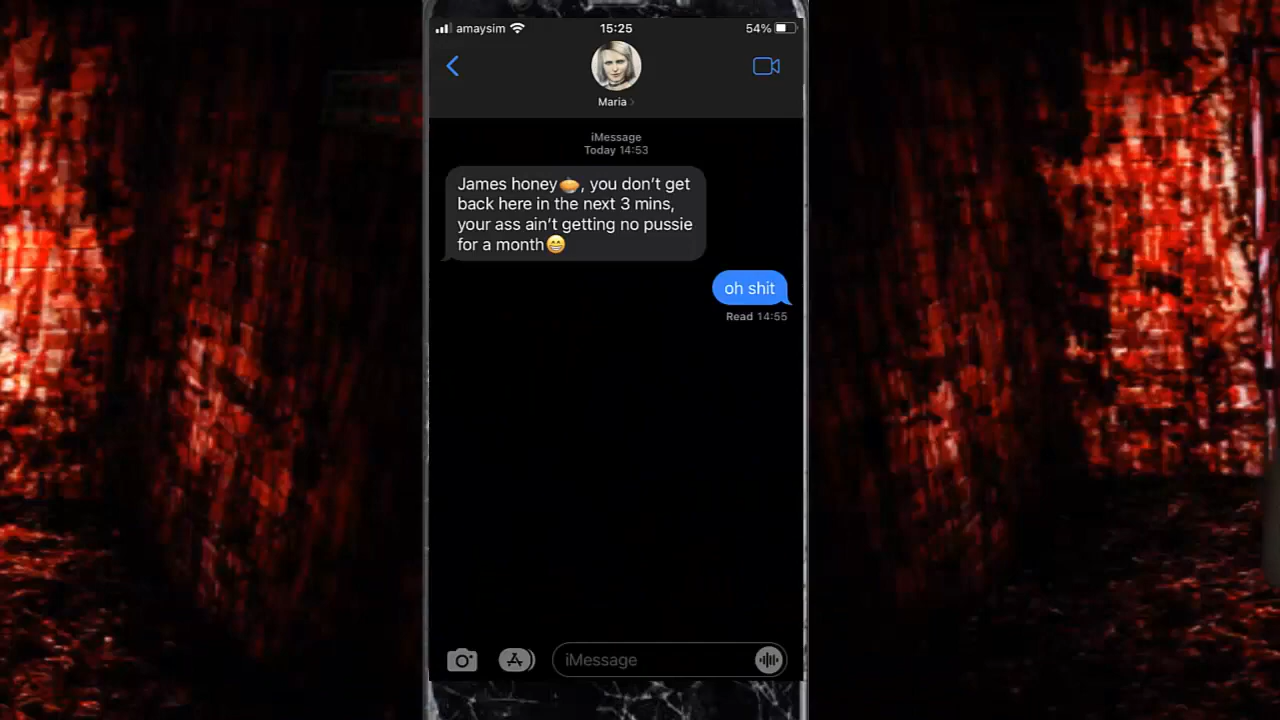 amaysim 15:25 54%
Maria
iMessage
Today 14:53
James honey🥧, you don't get
back here in the next 3 mins,
your ass ain't getting no pussie
for a month😁
oh shit
Read 14:55
iMessage